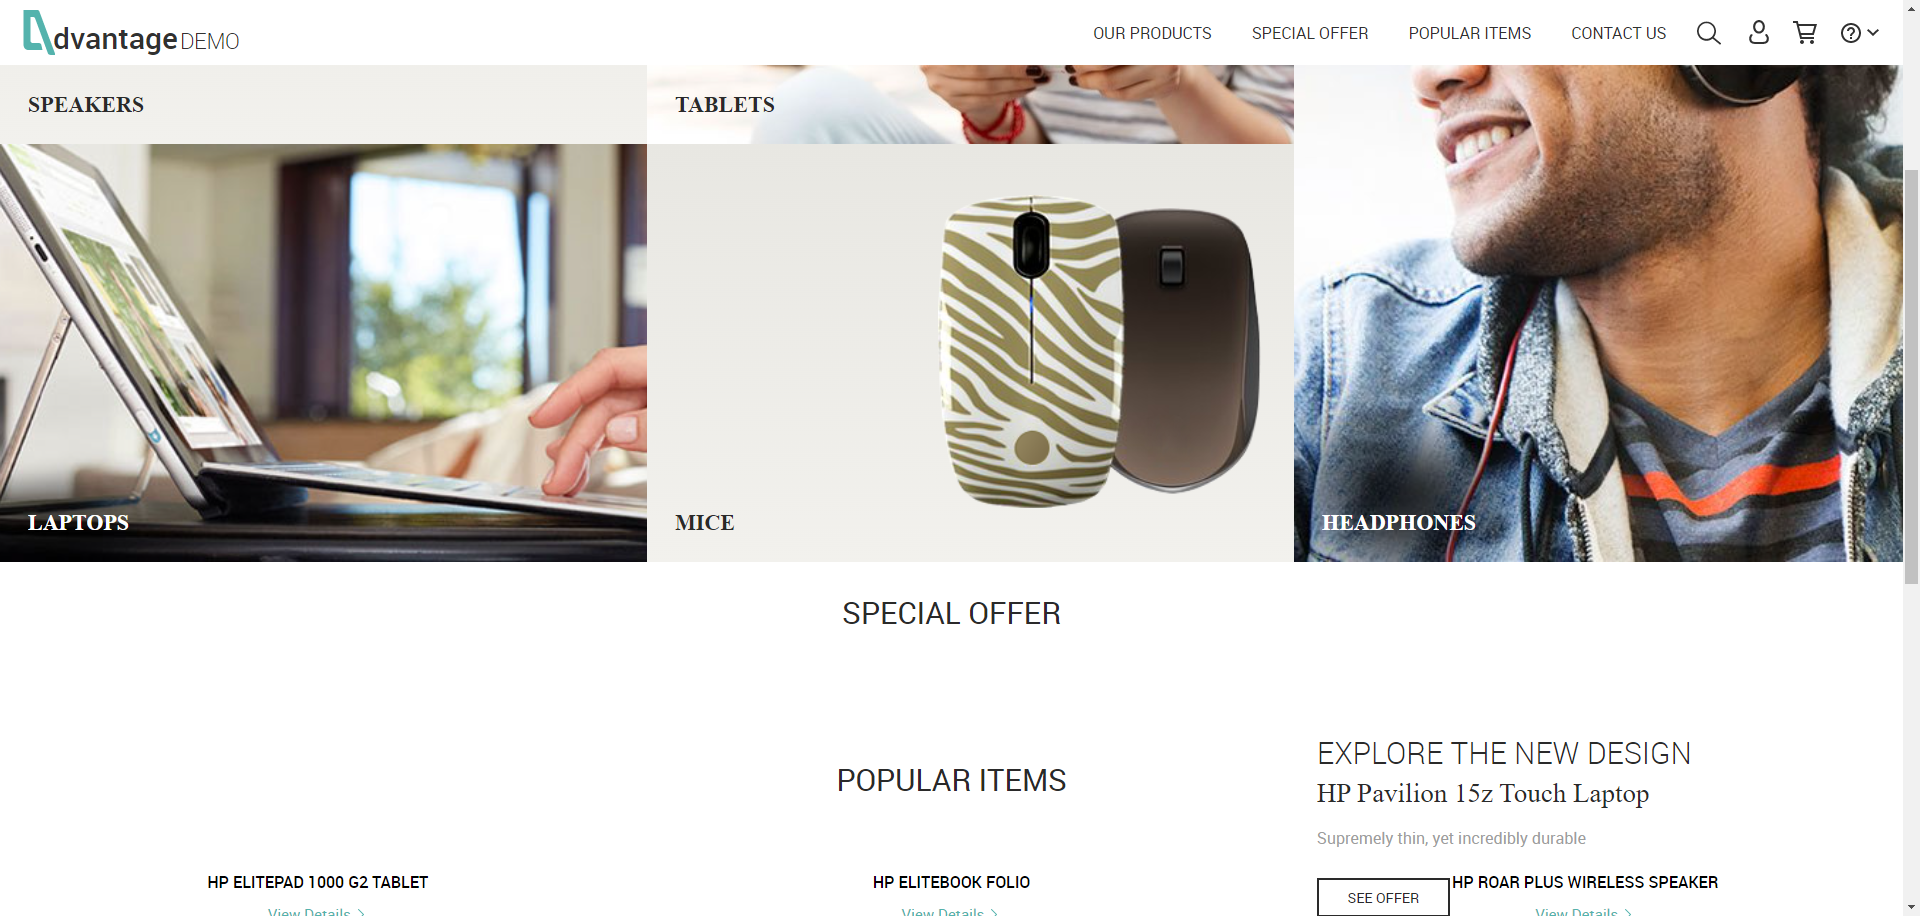 dvantage DEMO
OUR PRODUCTS
SPECIAL OFFER
POPULAR ITEMS
CONTACT US
SPEAKERS
TABLETS
LAPTOPS
MICE
HEADPHONES
SPECIAL OFFER
EXPLORE THE NEW DESIGN
HP Pavilion 15z Touch Laptop
Supremely thin, yet incredibly durable
SEE OFFER
POPULAR ITEMS
HP ELITEPAD 1000 G2 TABLET
View Details
HP ELITEBOOK FOLIO
View Details
HP ROAR PLUS WIRELESS SPEAKER
View Details